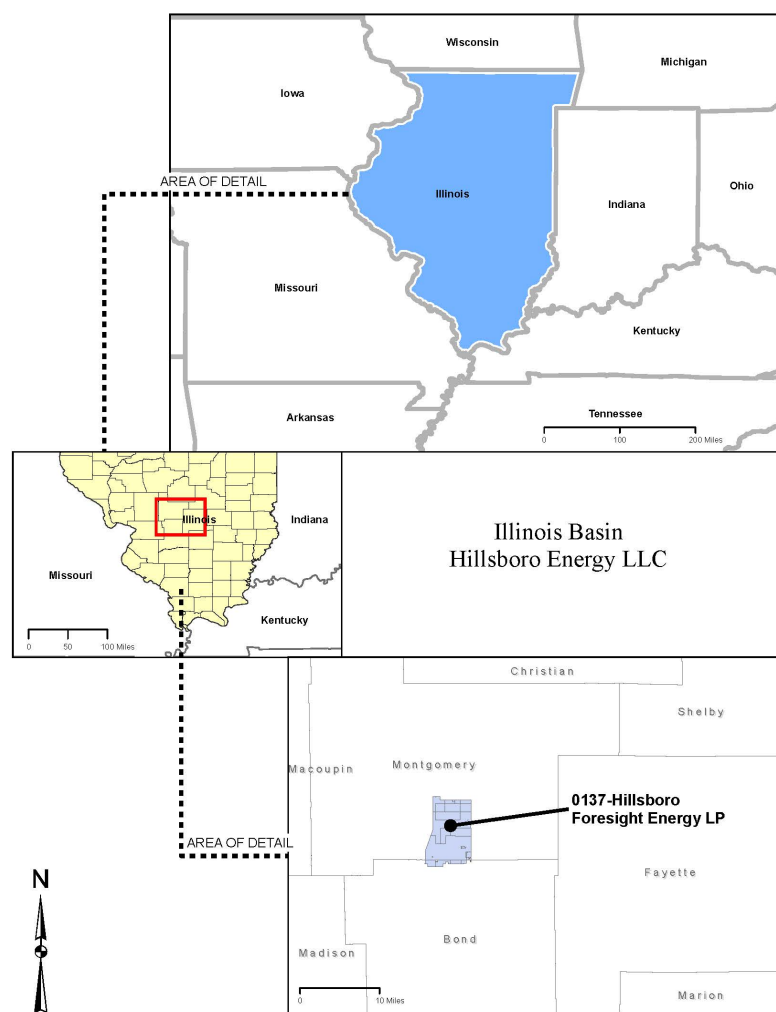 Wisconsin
Michigan
Iowa
AREA OF DETAIL
Illinois
Ohio
Indiana
Missouri
Kentucky
Arkansas
Tennessee
0 100 200 Miles
Illinois
Indiana
Missouri
Kentucky
0 50 100 Miles
Illinois Basin
Hillsboro Energy LLC
Christian
Shelby
Macoupin
Montgomery
0137-Hillsboro
Foresight Energy LP
AREA OF DETAIL
Fayette
Bond
Madison
Marion
0 10 Miles
N